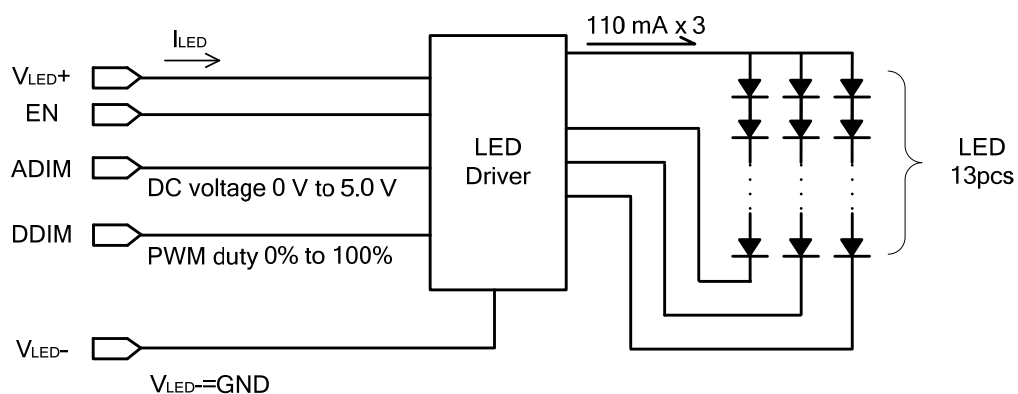 110 mA x 3
ILED
VLED+
EN
LED
Driver
LED
13pcs
ADIM
DC voltage 0 V to 5.0 V
DDIM
PWM duty 0% to 100%
VLED-
VLED-=GND